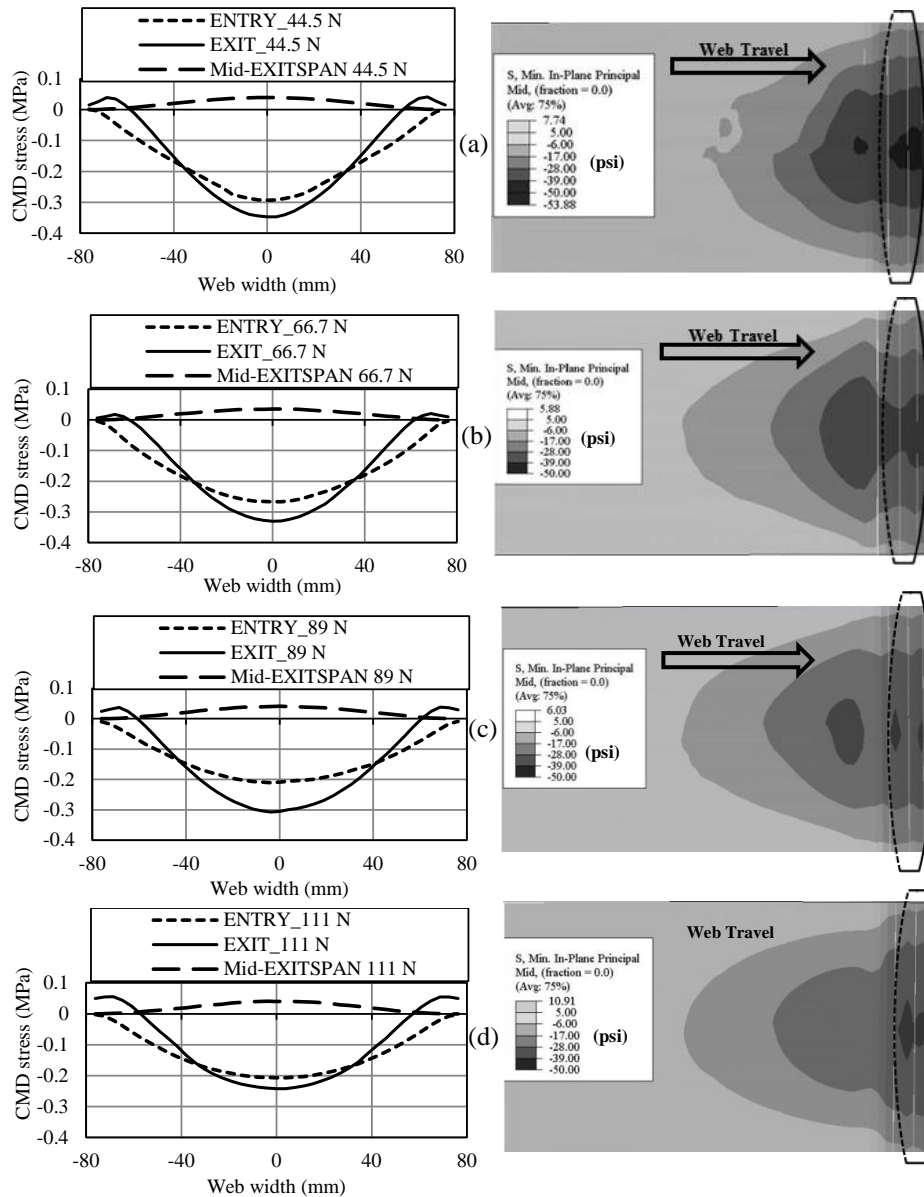 ENTRY_44.5 N
EXIT_44.5 N
Mid-EXITSPAN 44.5 N
CMD stress (MPa)
0.1
0
-0.1
-0.2
-0.3
-0.4
-80 -40 0 40 80
Web width (mm)
(a)
Web Travel
S, Min. In-Plane Principal
Mid, (fraction = 0.0)
(Avg: 75%)
7.74
5.00
-6.00
-17.00
-28.00
-39.00
-50.00
-53.88
(psi)
ENTRY_66.7 N
EXIT_66.7 N
Mid-EXITSPAN 66.7 N
CMD stress (MPa)
0.1
0
-0.1
-0.2
-0.3
-0.4
-80 -40 0 40 80
Web width (mm)
(b)
Web Travel
S, Min. In-Plane Principal
Mid, (fraction = 0.0)
(Avg: 75%)
5.88
5.00
-6.00
-17.00
-28.00
-39.00
-50.00
(psi)
ENTRY_89 N
EXIT_89 N
Mid-EXITSPAN 89 N
CMD stress (MPa)
0.1
0
-0.1
-0.2
-0.3
-0.4
-80 -40 0 40 80
Web width (mm)
(c)
Web Travel
S, Min. In-Plane Principal
Mid, (fraction = 0.0)
(Avg: 75%)
6.03
5.00
-6.00
-17.00
-28.00
-39.00
-50.00
(psi)
ENTRY_111 N
EXIT_111 N
Mid-EXITSPAN 111 N
CMD stress (MPa)
0.1
0
-0.1
-0.2
-0.3
-0.4
-80 -40 0 40 80
Web width (mm)
(d)
Web Travel
S, Min. In-Plane Principal
Mid, (fraction = 0.0)
(Avg: 75%)
10.91
5.00
-6.00
-17.00
-28.00
-39.00
-50.00
(psi)